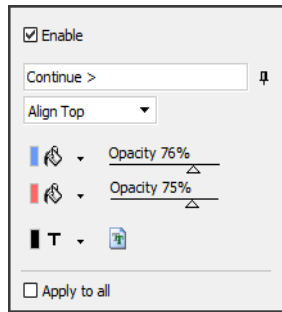 Enable
Continue >
Align Top
Opacity 76%
Opacity 75%
T
Apply to all